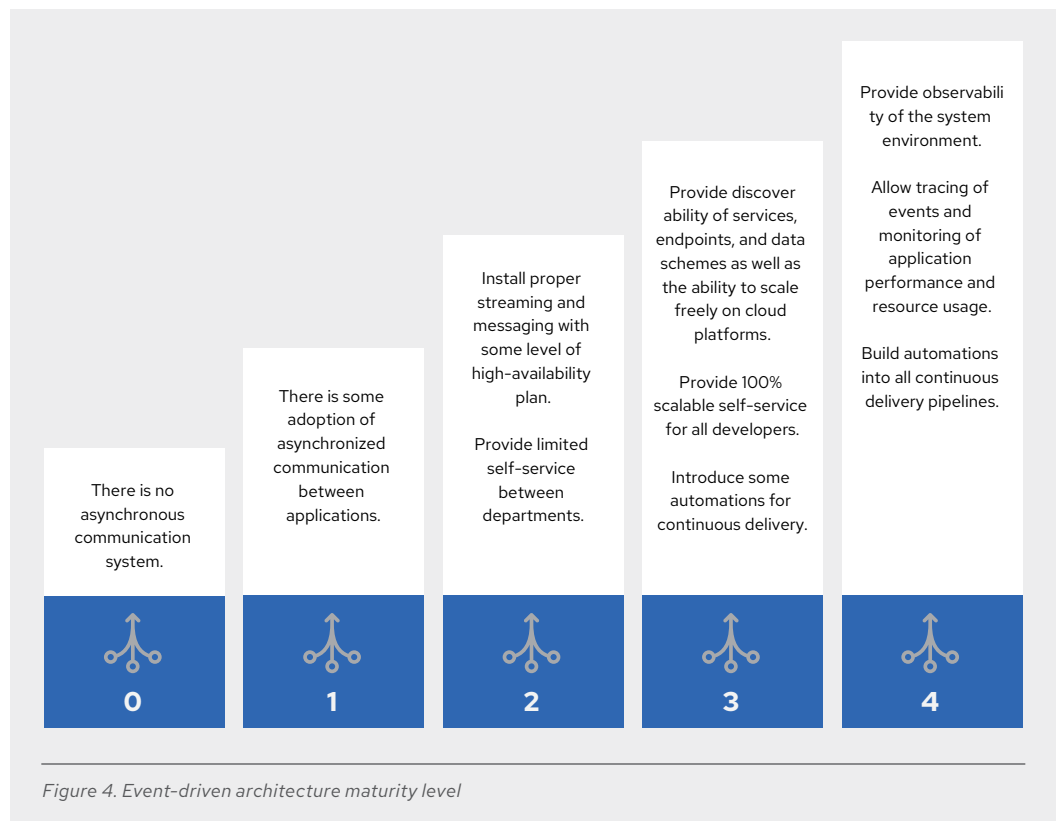 There is no
asynchronous
communication
system.
0
There is some
adoption of
asynchronized
communication
between
applications.
1
Install proper
streaming and
messaging with
some level of
high-availability
plan.
Provide limited
self-service
between
departments.
2
Provide discover
ability of services,
endpoints, and data
schemes as well as
the ability to scale
freely on cloud
platforms.
Provide 100%
scalable self-service
for all developers.
Introduce some
automations for
continuous delivery.
3
Provide observabili
ty of the system
environment.
Allow tracing of
events and
monitoring of
application
performance and
resource usage.
Build automations
into all continuous
delivery pipelines.
4
Figure 4. Event-driven architecture maturity level